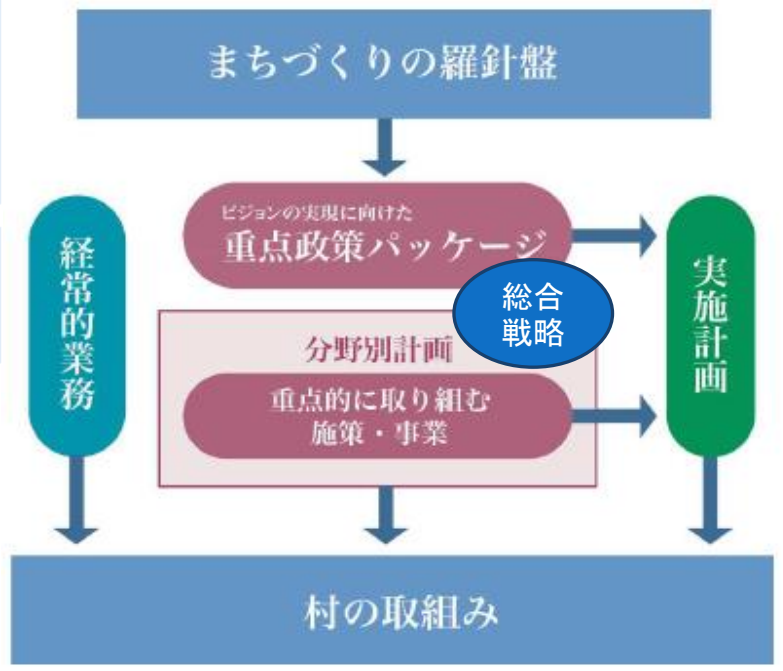 まちづくりの羅針盤
ビジョンの実現に向けた
重点政策パッケージ
総合
戦略
経常的業務
分野別計画
重点的に取り組む
施策・事業
実施計画
村の取組み